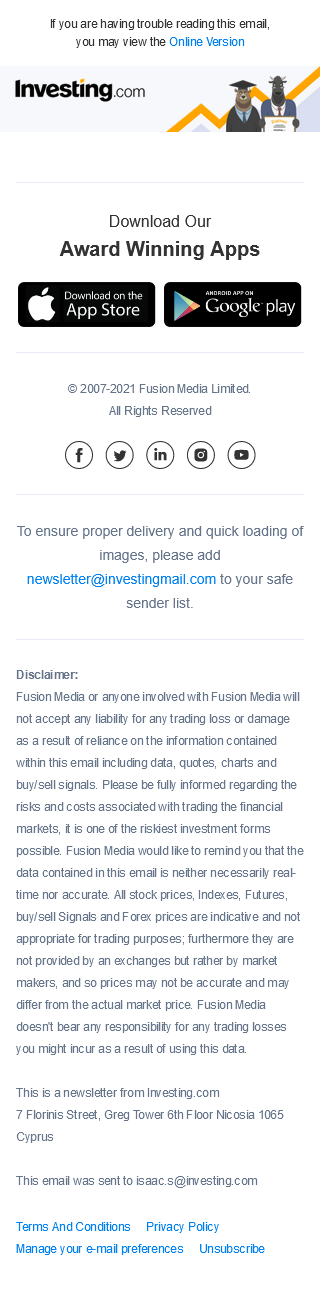 If you are having trouble reading this email,
you may view the Online Version
Investing.com
Download Our
Award Winning Apps
Download on the
App Store
ANDROID APP ON
Google play
© 2007-2021 Fusion Media Limited.
All Rights Reserved
To ensure proper delivery and quick loading of
images, please add
newsletter@investingmail.com to your safe
sender list.
Disclaimer:
Fusion Media or anyone involved with Fusion Media will
not accept any liability for any trading loss or damage
as a result of reliance on the information contained
within this email including data, quotes, charts and
buy/sell signals. Please be fully informed regarding the
risks and costs associated with trading the financial
markets, it is one of the riskiest investment forms
possible. Fusion Media would like to remind you that the
data contained in this email is neither necessarily real-
time nor accurate. All stock prices, Indexes, Futures,
buy/sell Signals and Forex prices are indicative and not
appropriate for trading purposes; furthermore they are
not provided by an exchanges but rather by market
makers, and so prices may not be accurate and may
differ from the actual market price. Fusion Media
doesn't bear any responsibility for any trading losses
you might incur as a result of using this data.
This is a newsletter from Investing.com
7 Florinis Street, Greg Tower 6th Floor Nicosia 1065
Cyprus
This email was sent to isaac.s@investing.com
Terms And Conditions Privacy Policy
Manage your e-mail preferences Unsubscribe